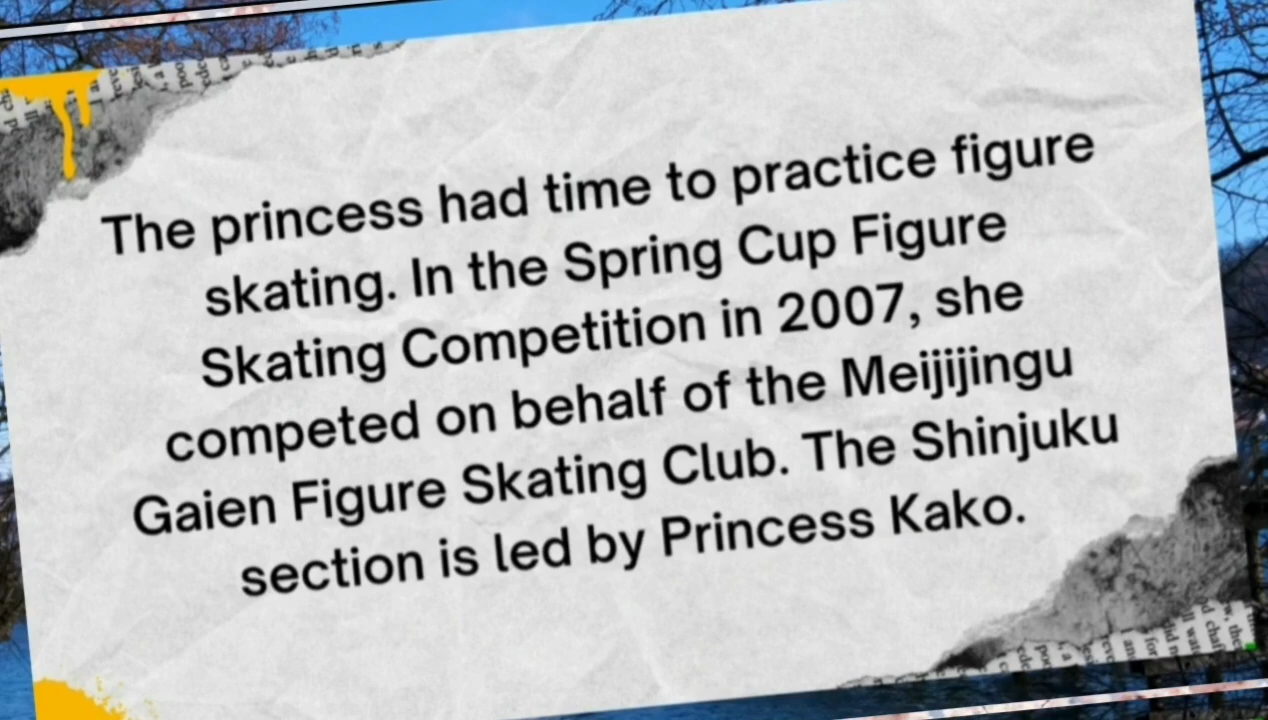 The princess had time to practice figure
skating. In the Spring Cup Figure
Skating Competition in 2007, she
competed on behalf of the Meijijingu
Gaien Figure Skating Club. The Shinjuku
section is led by Princess Kako.